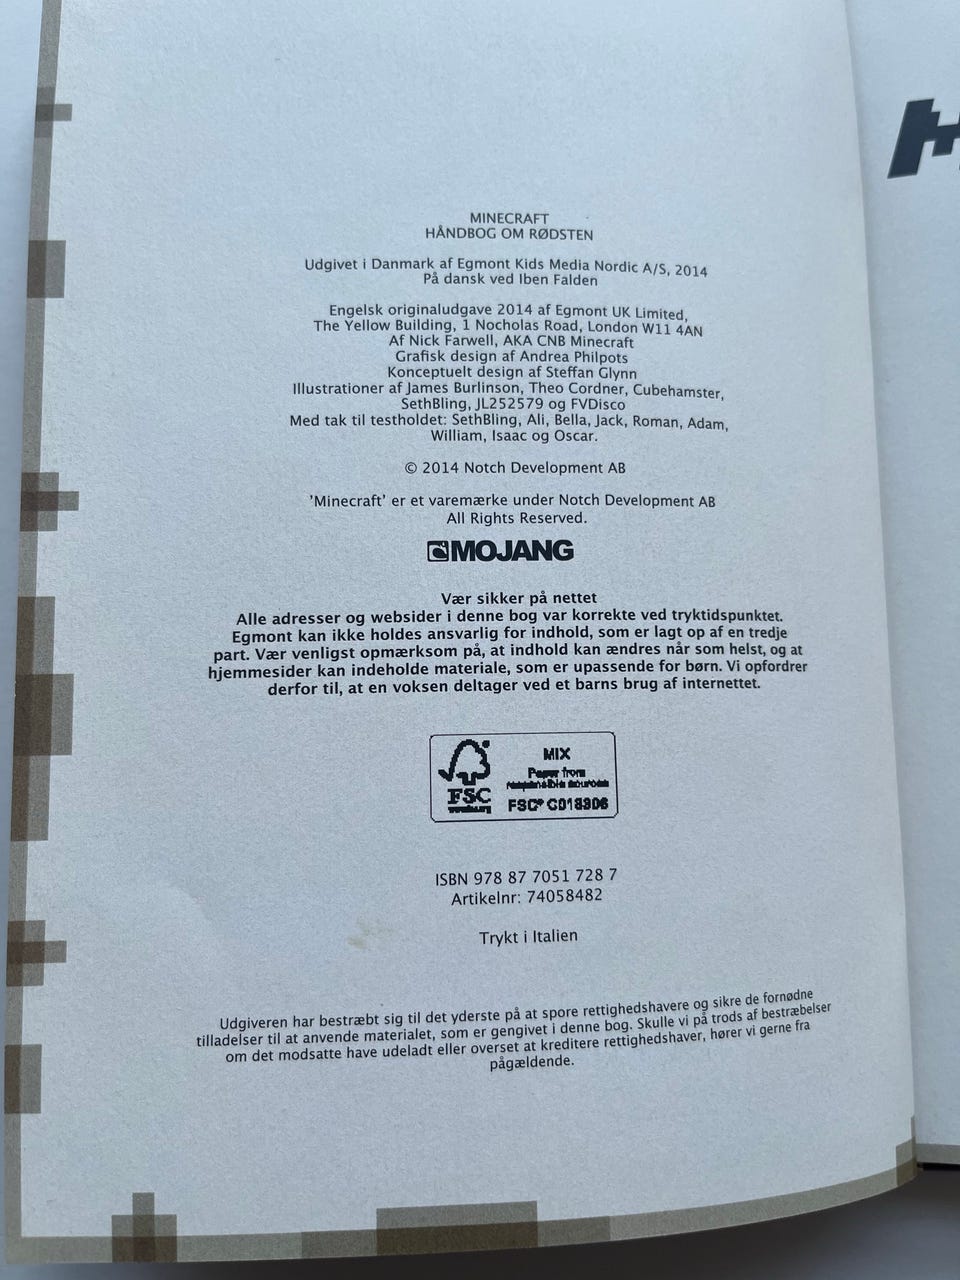 MINECRAFT
HÅNDBOG OM RØDSTEN
Udgivet i Danmark af Egmont Kids Media Nordic A/S, 2014
På dansk ved Iben Falden
Engelsk originaludgave 2014 af Egmont UK Limited,
The Yellow Building, 1 Nocholas Road, London W11 4AN
Af Nick Farwell, AKA CNB Minecraft
Grafisk design af Andrea Philpots
Konceptuelt design af Steffan Glynn
Illustrationer af James Burlinson, Theo Cordner, Cubehamster,
SethBling, JL252579 og FVDisco
Med tak til testholdet: SethBling, Ali, Bella, Jack, Roman, Adam,
William, Isaac og Oscar.
© 2014 Notch Development AB
'Minecraft' er et varemærke under Notch Development AB
All Rights Reserved.
MOJANG
Vær sikker på nettet
Alle adresser og websider i denne bog var korrekte ved tryktidspunktet.
Egmont kan ikke holdes ansvarlig for indhold, som er lagt op af en tredje
part. Vær venligst opmærksom på, at indhold kan ændres når som helst, og at
hjemmesider kan indeholde materiale, som er upassende for børn. Vi opfordrer
derfor til, at en voksen deltager ved et barns brug af internettet.
MIX
Paper from
responsible sources
FSC
FSC® C018306
ISBN 978 87 7051 728 7
Artikelnr: 74058482
Trykt i Italien
Udgiveren har bestræbt sig til det yderste på at spore rettighedshavere og sikre de fornødne
tilladelser til at anvende materialet, som er gengivet i denne bog. Skulle vi på trods af bestræbelser
om det modsatte have udeladt eller overset at kreditere rettighedshaver, hører vi gerne fra
pågældende.